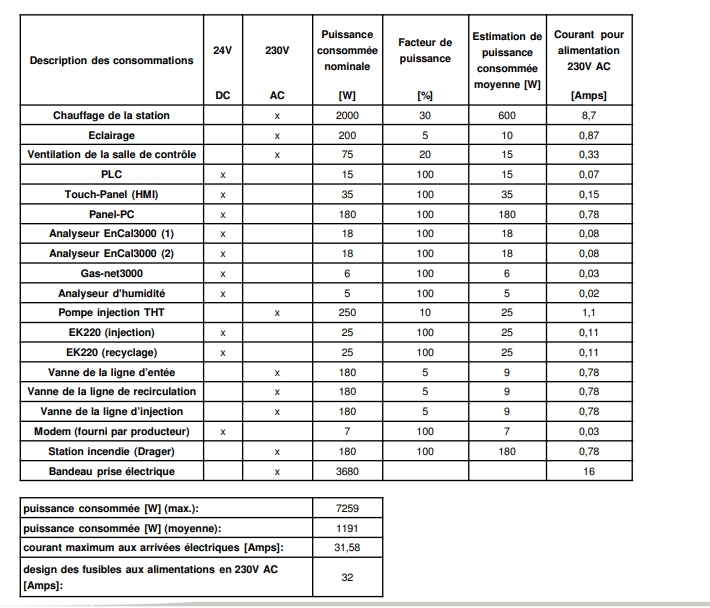 Description des consommations 24V DC 230V AC Puissance consommée nominale [W] Facteur de puissance [%] Estimation de puissance consommée moyenne [W] Courant pour alimentation 230V AC [Amps]
Chauffage de la station x 2000 30 600 8,7
Eclairage x 200 5 10 0,87
Ventilation de la salle de contrôle x 75 20 15 0,33
PLC x 15 100 15 0,07
Touch-Panel (HMI) x 35 100 35 0,15
Panel-PC x 180 100 180 0,78
Analyseur EnCal3000 (1) x 18 100 18 0,08
Analyseur EnCal3000 (2) x 18 100 18 0,08
Gas-net3000 x 6 100 6 0,03
Analyseur d'humidité x 5 100 5 0,02
Pompe injection THT x 250 10 25 1,1
EK220 (injection) x 25 100 25 0,11
EK220 (recyclage) x 25 100 25 0,11
Vanne de la ligne d'entée x 180 5 9 0,78
Vanne de la ligne de recirculation x 180 5 9 0,78
Vanne de la ligne d'injection x 180 5 9 0,78
Modem (fourni par producteur) x 7 100 7 0,03
Station incendie (Drager) x 180 100 180 0,78
Bandeau prise électrique x 3680 16
puissance consommée [W] (max.): 7259
puissance consommée [W] (moyenne): 1191
courant maximum aux arrivées électriques [Amps]: 31,58
design des fusibles aux alimentations en 230V AC
[Amps]: 32